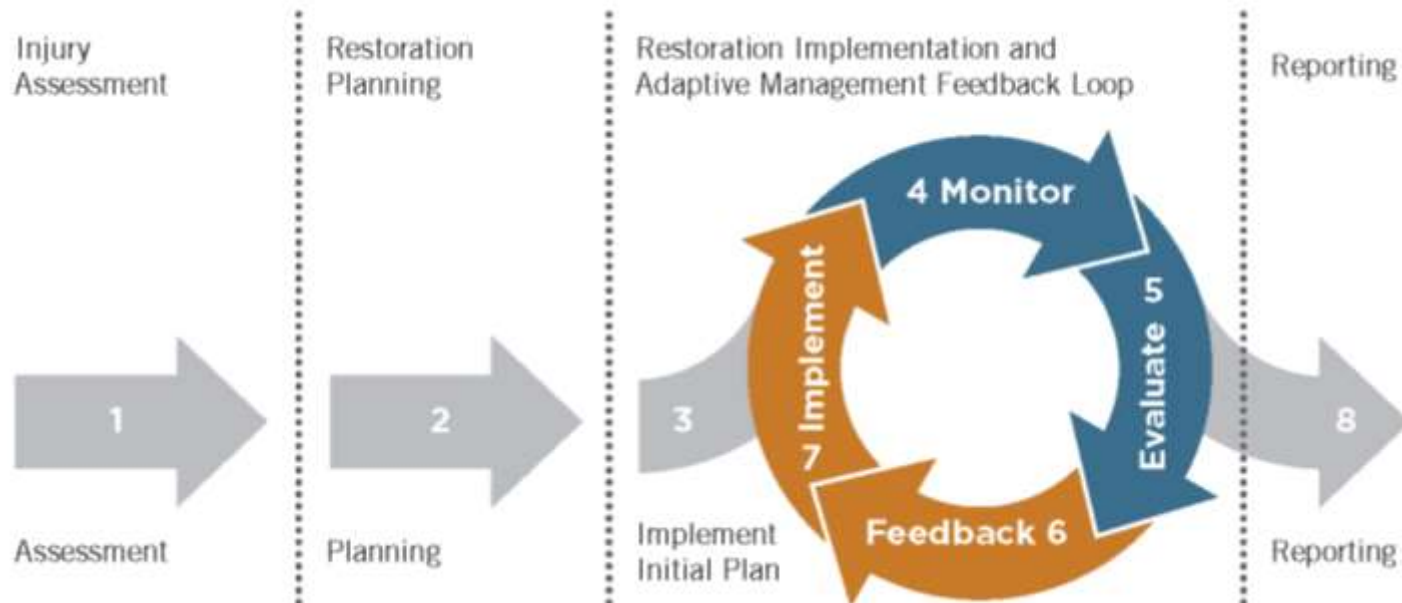 Injury
Assessment
Restoration
Planning
Restoration Implementation and
Adaptive Management Feedback Loop
Reporting
4 Monitor
5
Evaluate
7 Implement
1
2
3
8
Feedback 6
Assessment
Planning
Implement
Initial Plan
Reporting